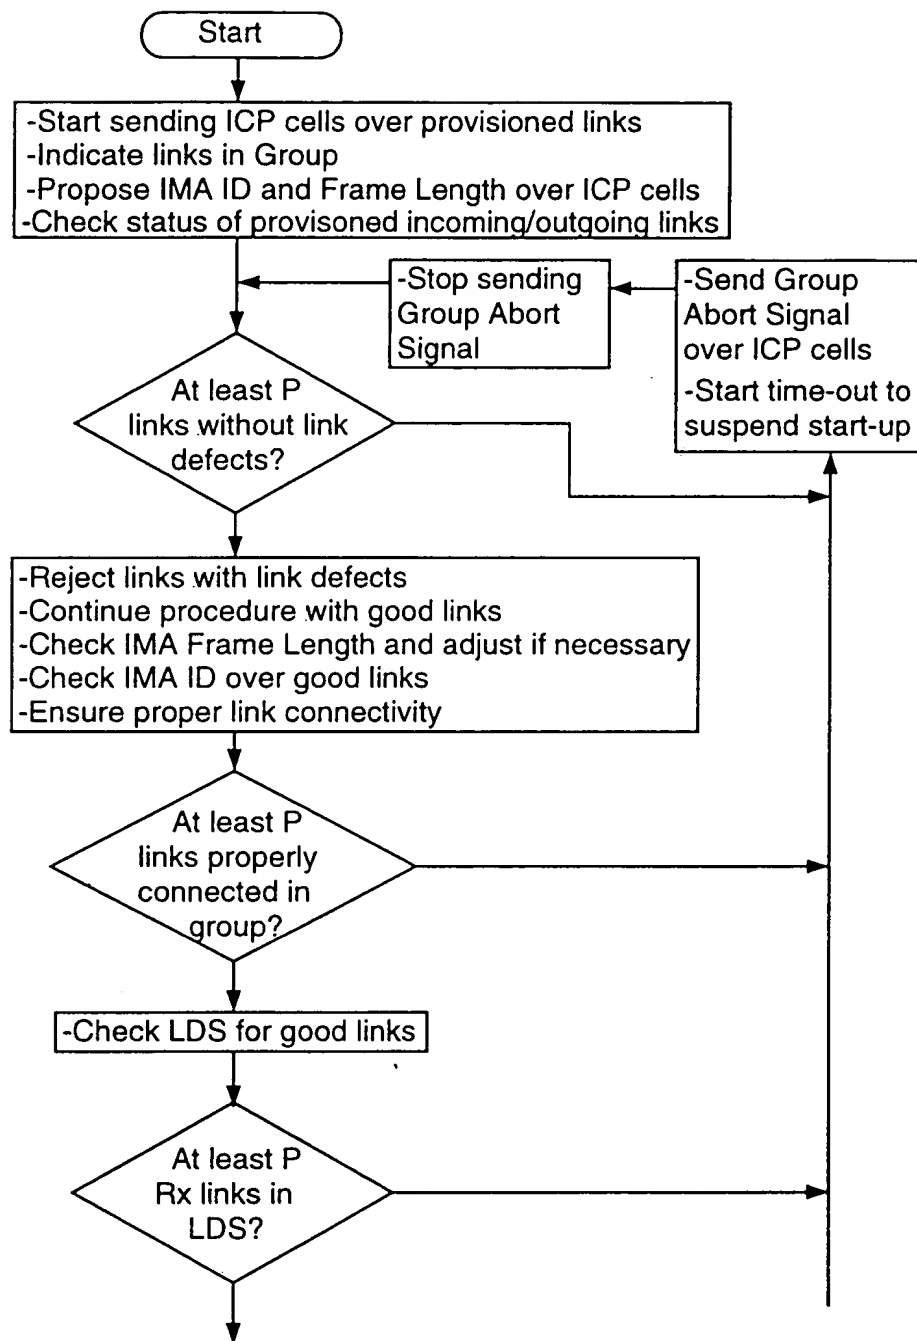 Start
-Start sending ICP cells over provisioned links
-Indicate links in Group
-Propose IMA ID and Frame Length over ICP cells
-Check status of provisoned incoming/outgoing links
-Stop sending
Group Abort
Signal
-Send Group
Abort Signal
over ICP cells
-Start time-out to
suspend start-up
At least P
links without link
defects?
-Reject links with link defects
-Continue procedure with good links
-Check IMA Frame Length and adjust if necessary
-Check IMA ID over good links
-Ensure proper link connectivity
At least P
links properly
connected in
group?
-Check LDS for good links
At least P
Rx links in
LDS?